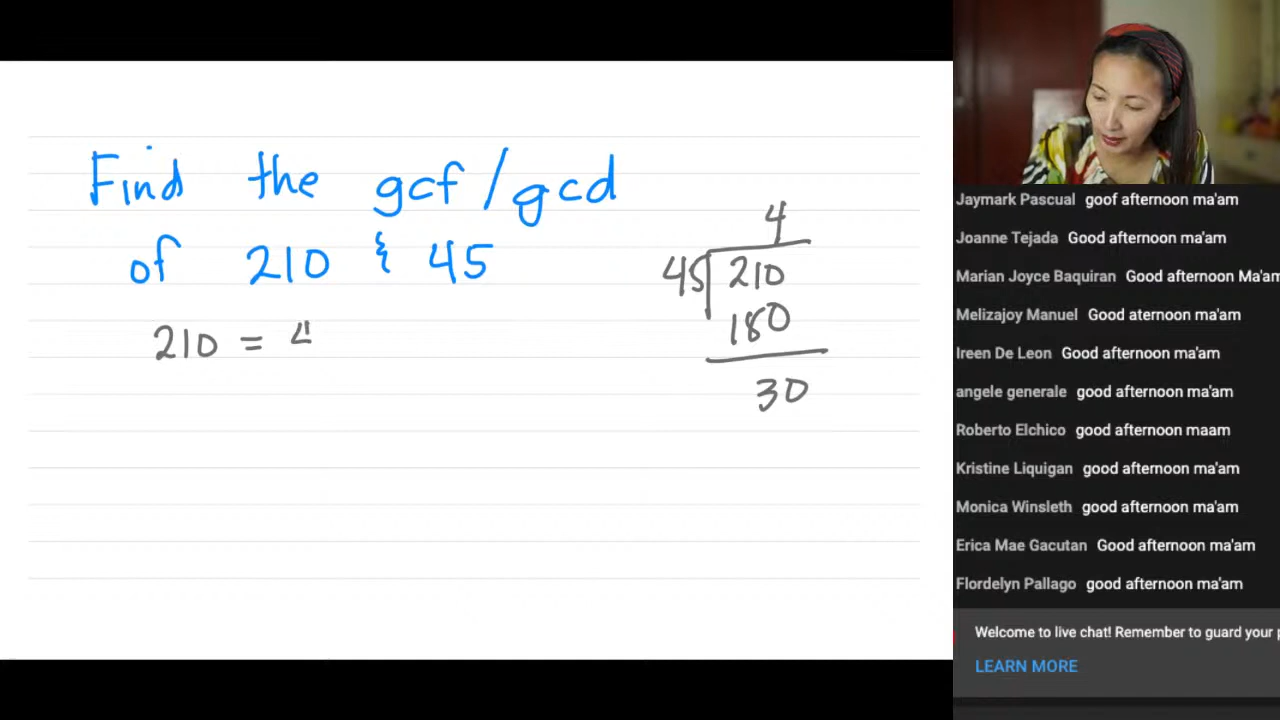 Find the gcf/gcd
of 210 & 45
210 = 4
4
45 210
180
30
Jaymark Pascual goof afternoon ma'am
Joanne Tejada Good afternoon ma'am
Marian Joyce Baquiran Good afternoon Ma'am
Melizajoy Manuel Good aternoon ma'am
Ireen De Leon Good afternoon ma'am
angele generale good afternoon ma'am
Roberto Elchico good afternoon maam
Kristine Liquigan good afternoon ma'am
Monica Winsleth good afternoon ma'am
Erica Mae Gacutan Good afternoon ma'am
Flordelyn Pallago good afternoon ma'am
Welcome to live chat! Remember to guard your
LEARN MORE